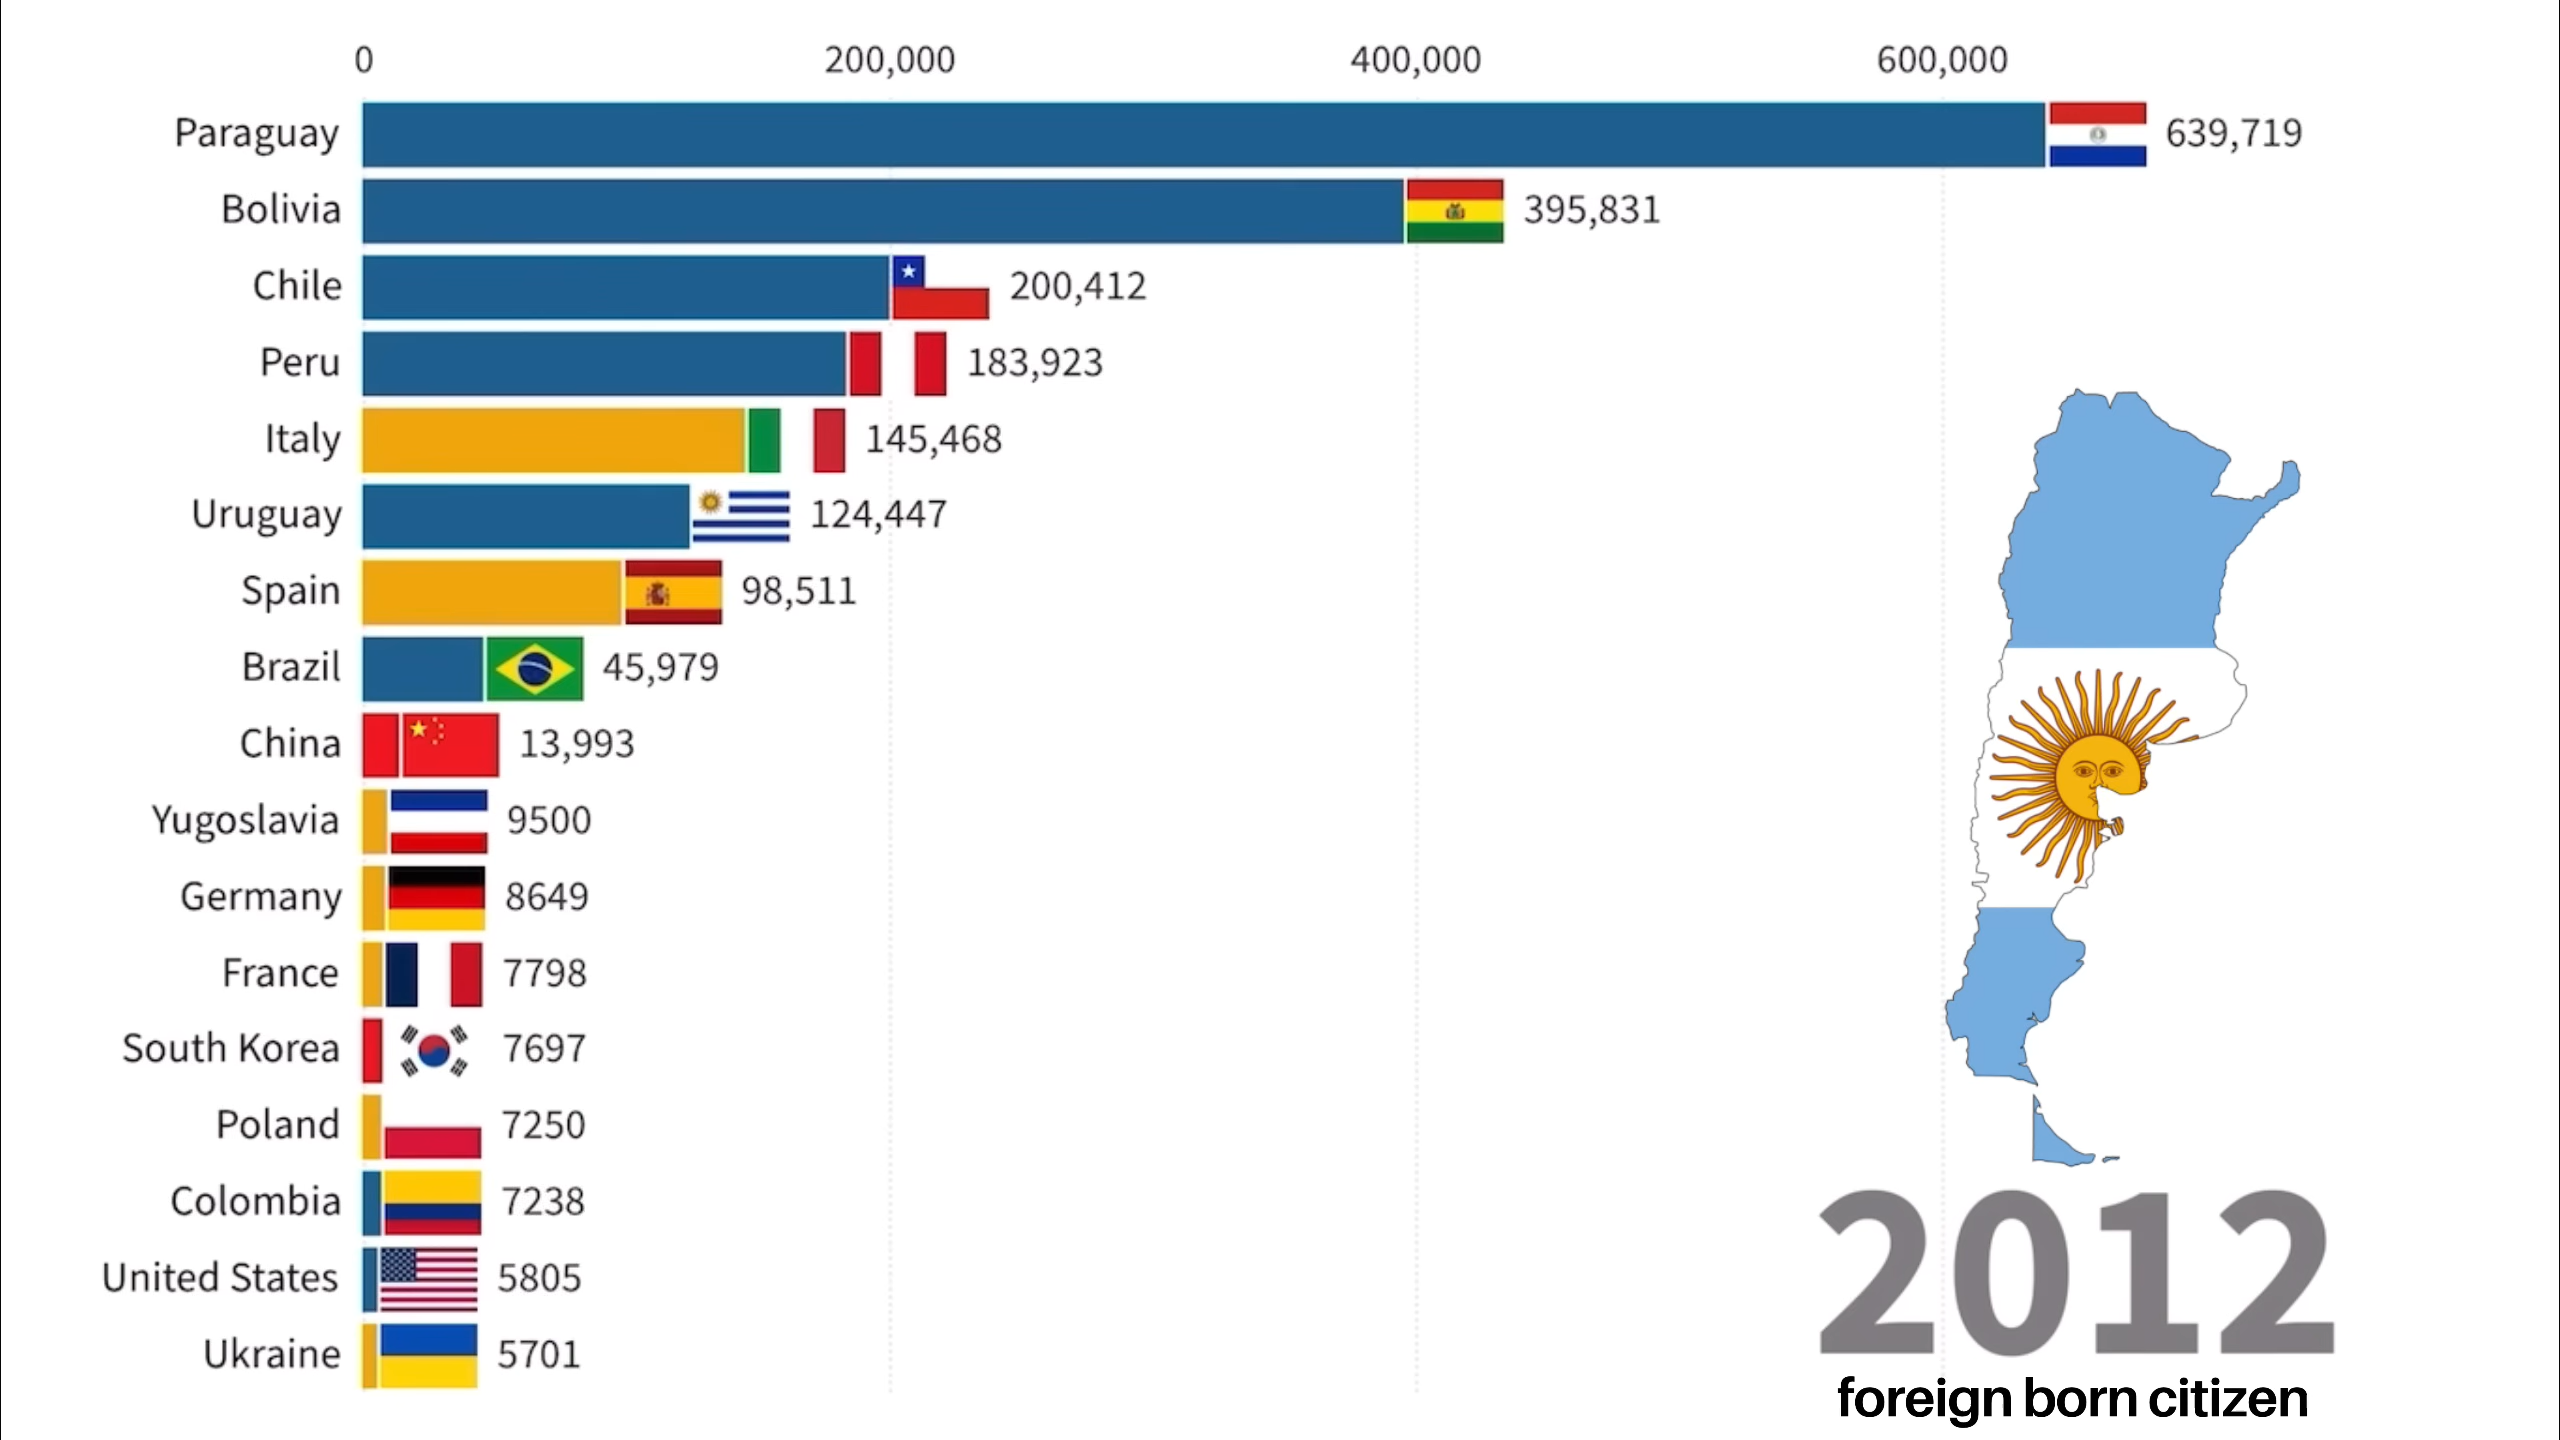 0 200,000 400,000 600,000
Paraguay 639,719
Bolivia 395,831
Chile 200,412
Peru 183,923
Italy 145,468
Uruguay 124,447
Spain 98,511
Brazil 45,979
China 13,993
Yugoslavia 9500
Germany 8649
France 7798
South Korea 7697
Poland 7250
Colombia 7238
United States 5805
Ukraine 5701
2012
foreign born citizen